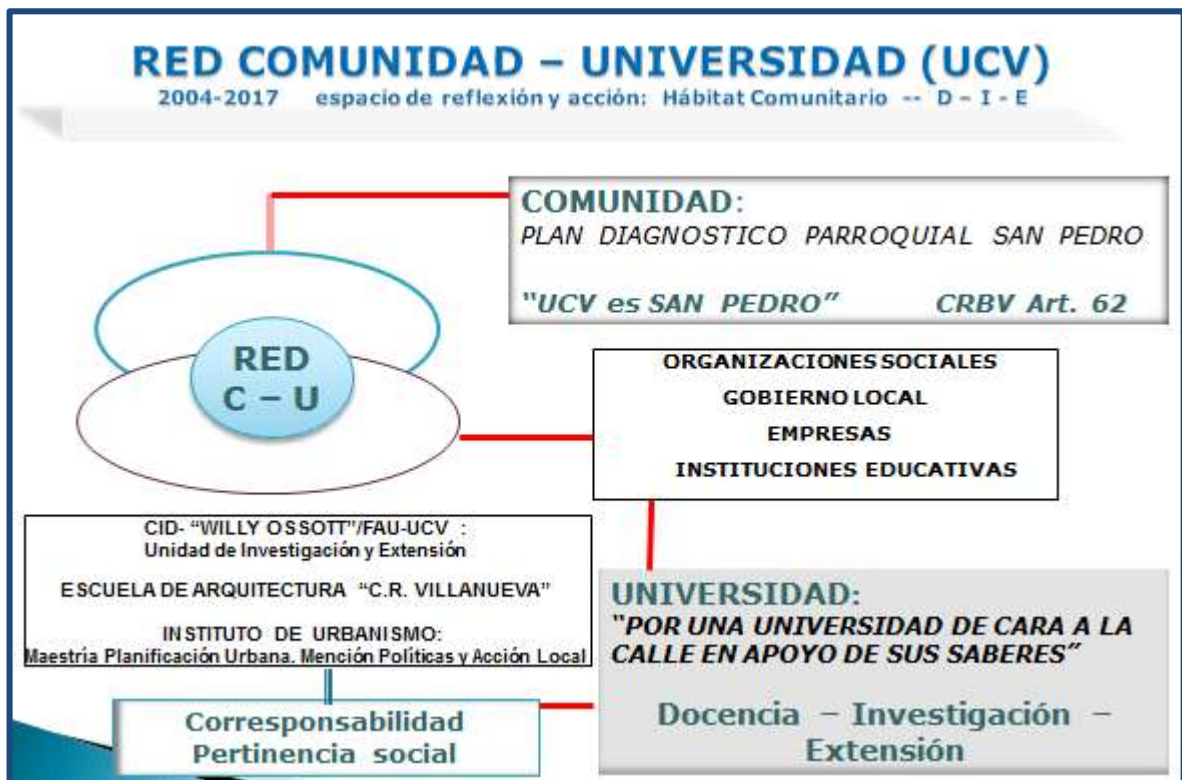 RED COMUNIDAD – UNIVERSIDAD (UCV)
2004-2017 espacio de reflexión y acción: Hábitat Comunitario -- D – I - E
COMUNIDAD:
PLAN DIAGNOSTICO PARROQUIAL SAN PEDRO
“UCV es SAN PEDRO” CRBV Art. 62
RED
C – U
ORGANIZACIONES SOCIALES
GOBIERNO LOCAL
EMPRESAS
INSTITUCIONES EDUCATIVAS
CID- “WILLY OSSOTT”/FAU-UCV :
Unidad de Investigación y Extensión
ESCUELA DE ARQUITECTURA “C.R. VILLANUEVA”
INSTITUTO DE URBANISMO:
Maestría Planificación Urbana. Mención Políticas y Acción Local
UNIVERSIDAD:
“POR UNA UNIVERSIDAD DE CARA A LA
CALLE EN APOYO DE SUS SABERES”
Docencia – Investigación –
Extensión
Corresponsabilidad
Pertinencia social